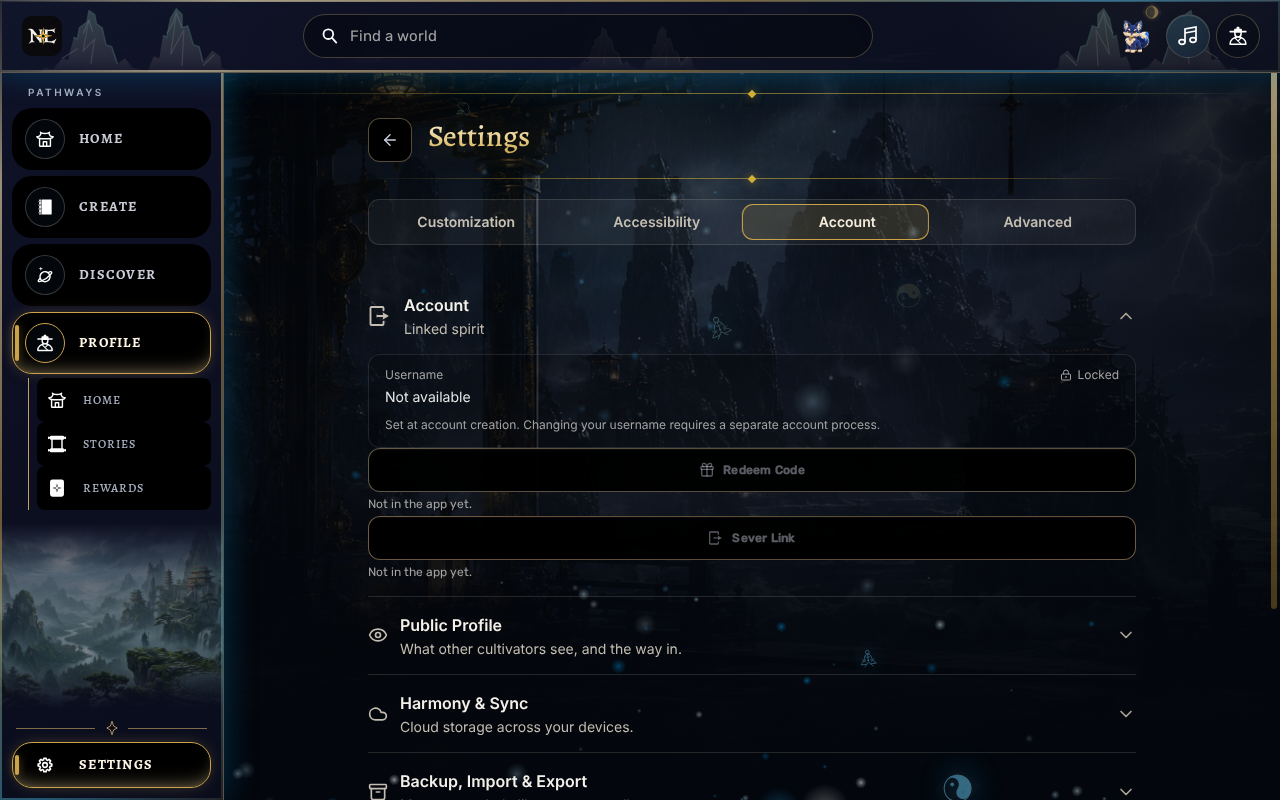 NE
Find a world
PATHWAYS
HOME
CREATE
DISCOVER
PROFILE
HOME
STORIES
REWARDS
SETTINGS
Settings
Customization
Accessibility
Account
Advanced
Account
Linked spirit
Username
Locked
Not available
Set at account creation. Changing your username requires a separate account process.
Redeem Code
Not in the app yet.
Sever Link
Not in the app yet.
Public Profile
What other cultivators see, and the way in.
Harmony & Sync
Cloud storage across your devices.
Backup, Import & Export